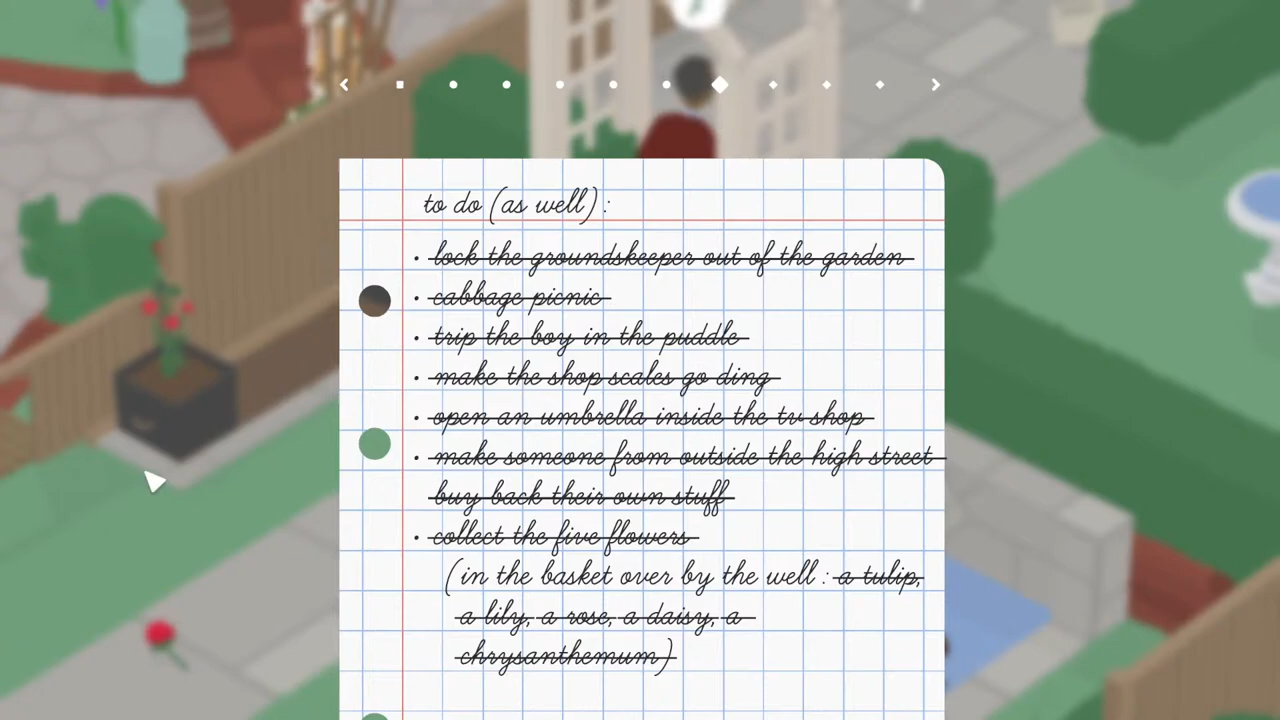 to do (as well) :
• lock the groundskeeper out of the garden
• cabbage picnic
• trip the boy in the puddle
• make the shop scales go ding
• open an umbrella inside the tv shop
• make someone from outside the high street
buy back their own stuff
• collect the five flowers
(in the basket over by the well : a tulip,
a lily, a rose, a daisy, a
chrysanthemum)